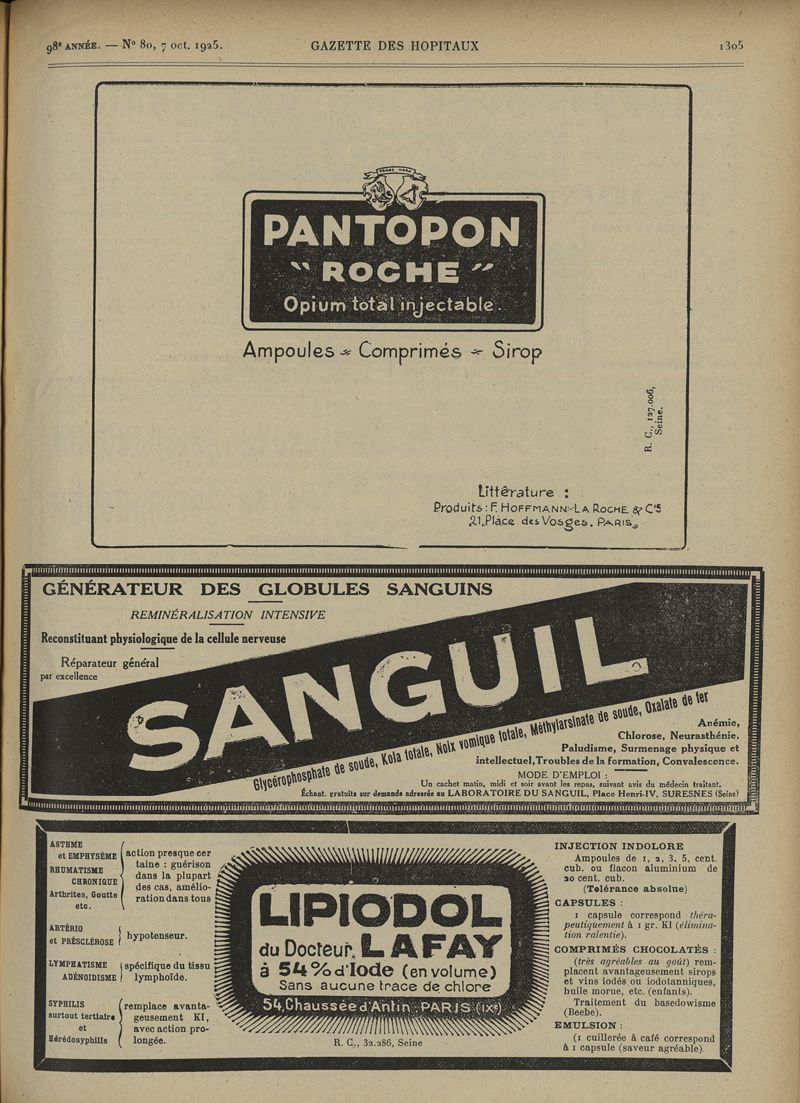 98e ANNÉE. — No 80, 7 oct. 1925.
GAZETTE DES HOPITAUX
1305
PANTOPON
"ROCHE"
Opium total injectable.
Ampoules - Comprimés - Sirop
R. C., 127.006,
Seine.
Littérature :
Produits : F. HOFFMANN-LA ROCHE & Cie
21, Place des Vosges. PARIS.
GÉNÉRATEUR DES GLOBULES SANGUINS
REMINÉRALISATION INTENSIVE
Reconstituant physiologique de la cellule nerveuse
Réparateur général
par excellence
SANGUIL
Glycérophosphate de soude, Kola totale, Noix vomique totale, Méthylarsinate de soude, Oxalate de fer
Anémie,
Chlorose, Neurasthénie.
Paludisme, Surmenage physique et
intellectuel, Troubles de la formation, Convalescence.
MODE D'EMPLOI :
Un cachet matin, midi et soir avant les repas, suivant avis du médecin traitant.
Échant. gratuits sur demande adressée au LABORATOIRE DU SANGUIL, Place Henri-IV, SURESNES (Seine)
ASTHME
et EMPHYSÈME
RHUMATISME
CHRONIQUE
Arthrites, Goutte
etc.
action presque cer
taine : guérison
dans la plupart
des cas, amélio-
ration dans tous
ARTÉRIO
et PRÉSCLÉROSE
hypotenseur.
LYMPHATISME
ADÉNOIDISME
spécifique du tissu
lymphoïde.
SYPHILIS
surtout tertiaire
et
Hérédosyphilis
remplace avanta-
geusement KI,
avec action pro-
longée.
LIPIODOL
du Docteur LAFAY
à 54% d'Iode (en volume)
Sans aucune trace de chlore
54, Chaussée d'Antin, PARIS (IXe)
R. C., 32.286, Seine
INJECTION INDOLORE
Ampoules de 1, 2, 3. 5, cent.
cub. ou flacon aluminium de
20 cent. cub.
(Tolérance absolue)
CAPSULES :
1 capsule correspond théra-
peutiquement à 1 gr. KI (élimina-
tion ralentie).
COMPRIMÉS CHOCOLATÉS :
(très agréables au goût) rem-
placent avantageusement sirops
et vins iodés ou iodotanniques,
huile morue, etc. (enfants).
Traitement du basedowisme
(Beebe).
EMULSION :
(1 cuillerée à café correspond
à 1 capsule (saveur agréable).